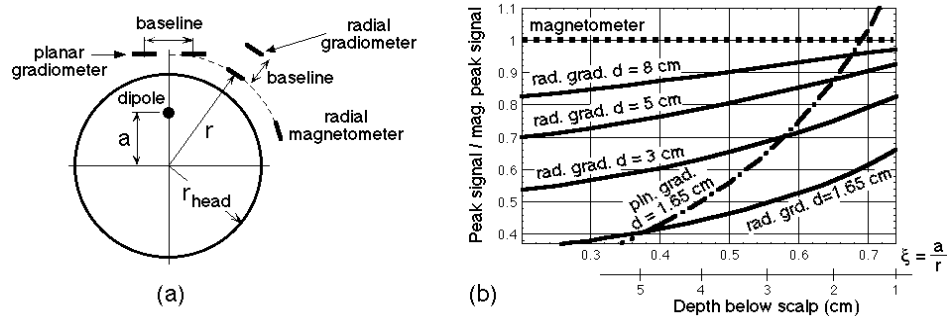 baseline
radial
gradiometer
planar
gradiometer
baseline
dipole
a
r
radial
magnetometer
r head
(a)
Peak signal / mag. peak signal
1.1
1
0.9
0.8
0.7
0.6
0.5
0.4
magnetometer
rad. grad. d = 8 cm
rad. grad. d = 5 cm
rad. grad. d = 3 cm
pln. grad.
d = 1.65 cm
rad. grd. d=1.65 cm
0.3 0.4 0.5 0.6 0.7
ξ = a/r
5 4 3 2 1
Depth below scalp (cm)
(b)